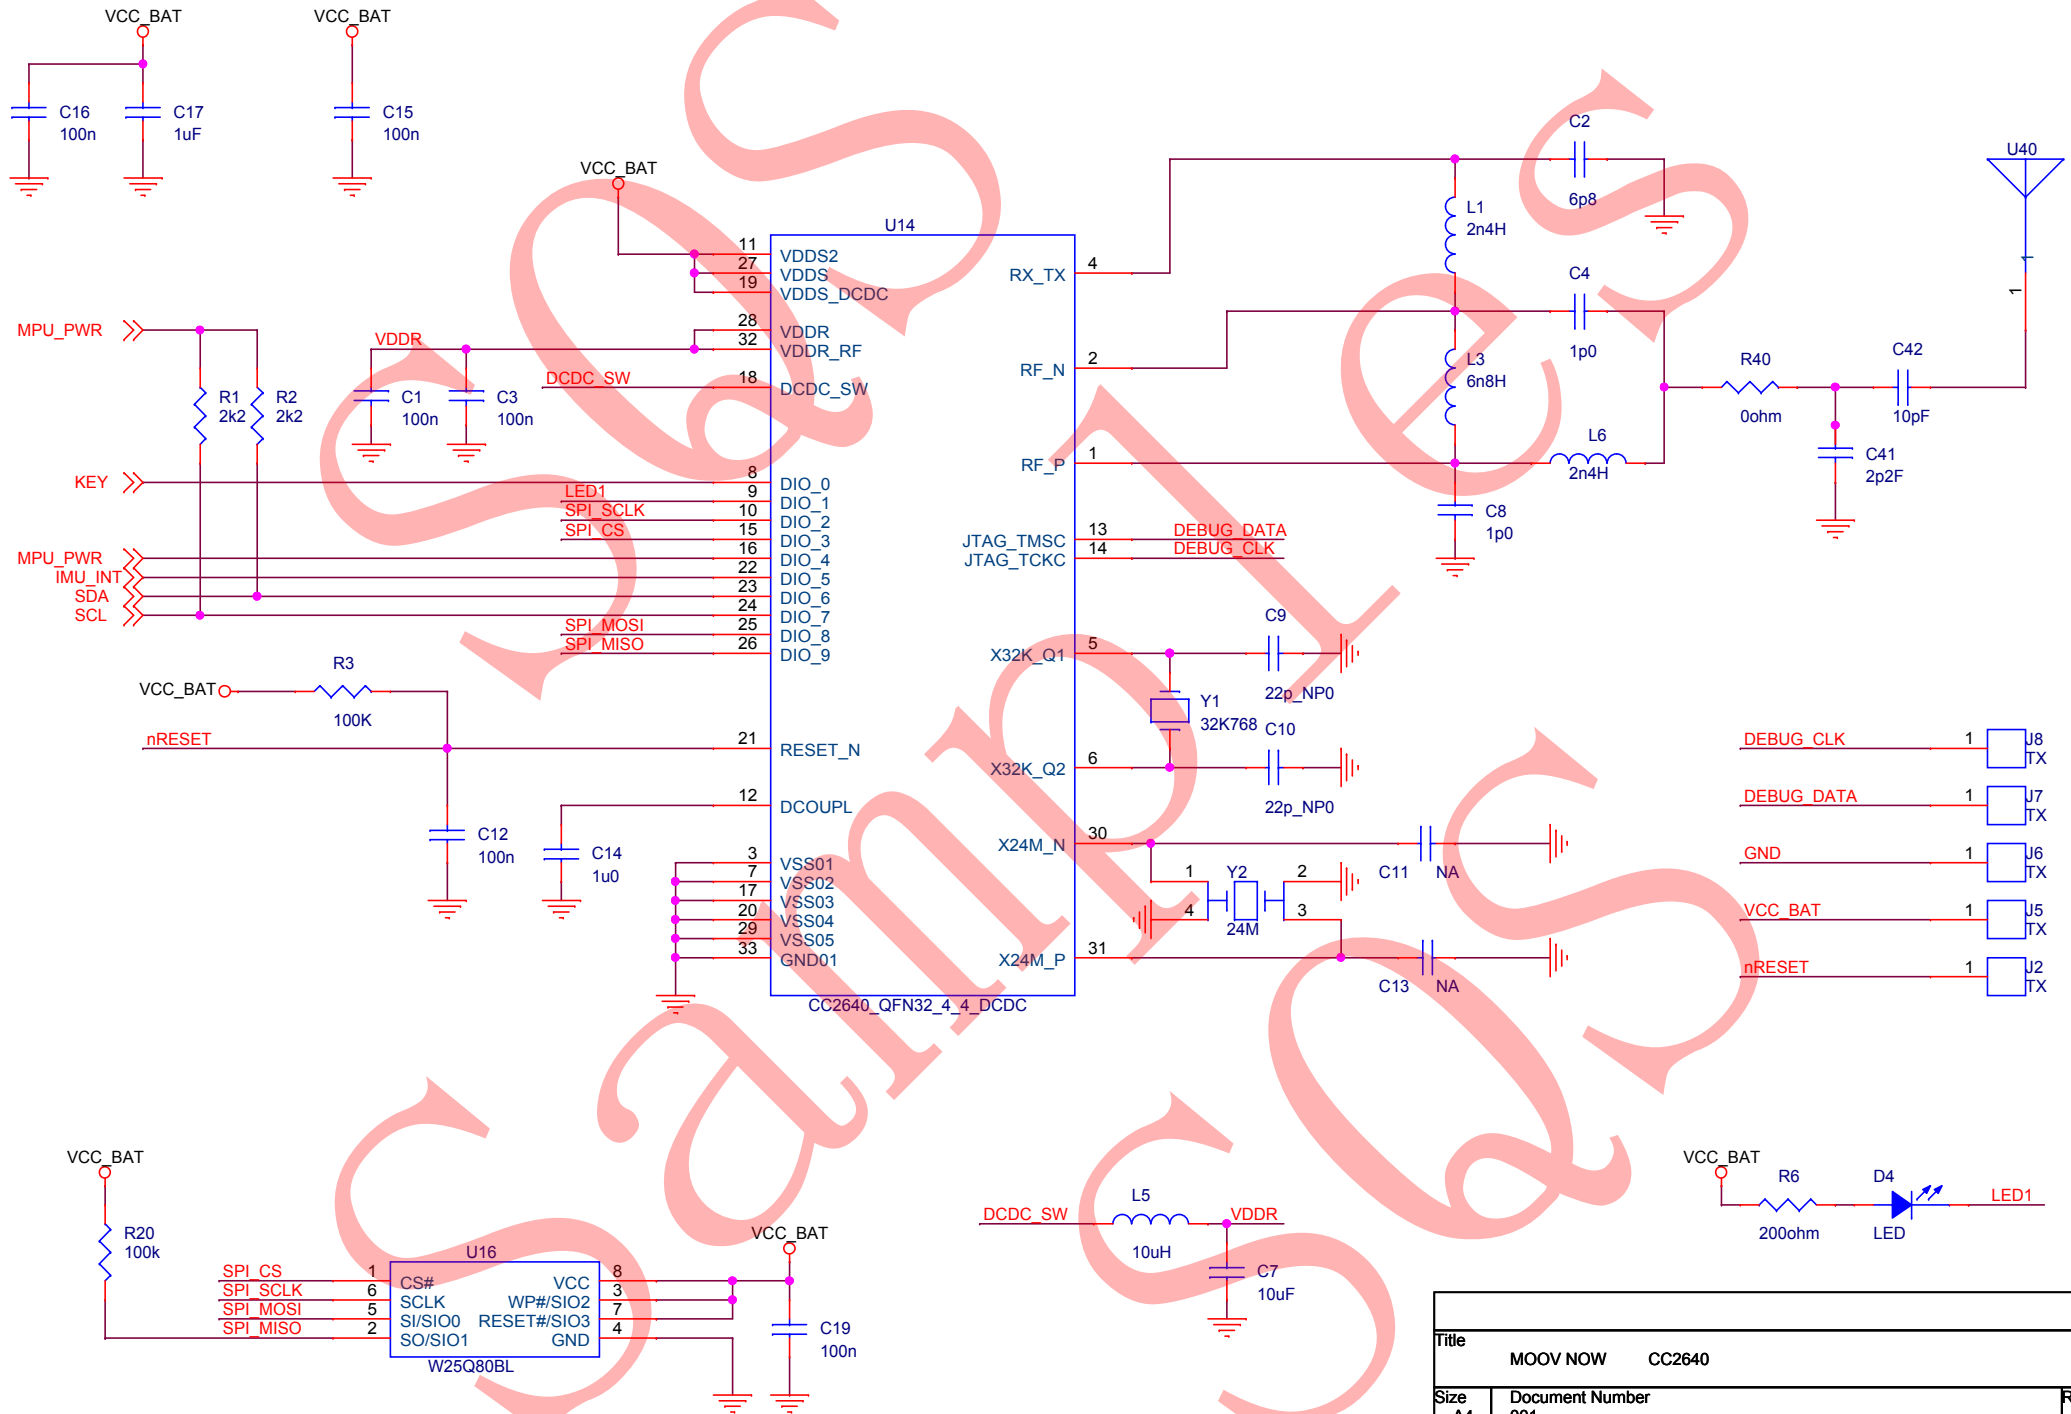 VCC_BAT
VCC_BAT
C16
100n
C17
1uF
C15
100n
VCC_BAT
U14
11 VDDS2
27 VDDS
19 VDDS_DCDC
28 VDDR
32 VDDR_RF
18 DCDC_SW
VDDR
DCDC_SW
C1
100n
C3
100n
MPU_PWR
R1
2k2
R2
2k2
KEY
LED1
SPI_SCLK
SPI_CS
MPU_PWR
IMU_INT
SDA
SCL
SPI_MOSI
SPI_MISO
8 DIO_0
9 DIO_1
10 DIO_2
15 DIO_3
16 DIO_4
22 DIO_5
23 DIO_6
24 DIO_7
25 DIO_8
26 DIO_9
R3
VCC_BAT
100K
nRESET
21 RESET_N
12 DCOUPL
C12
100n
C14
1u0
3 VSS01
7 VSS02
17 VSS03
20 VSS04
29 VSS05
33 GND01
CC2640_QFN32_4_4_DCDC
RX_TX 4
RF_N 2
RF_P 1
JTAG_TMSC 13 DEBUG_DATA
JTAG_TCKC 14 DEBUG_CLK
X32K_Q1 5
X32K_Q2 6
X24M_N 30
X24M_P 31
C2
6p8
L1
2n4H
C4
1p0
L3
6n8H
L6
2n4H
C8
1p0
R40
0ohm
C42
10pF
C41
2p2F
U40
1
1
C9
22p_NP0
Y1
32K768
C10
22p_NP0
C11 NA
1 Y2 2
4 3
24M
C13 NA
DEBUG_CLK 1 J8
TX
DEBUG_DATA 1 J7
TX
GND 1 J6
TX
VCC_BAT 1 J5
TX
nRESET 1 J2
TX
VCC_BAT
R20
100k
U16
SPI_CS 1 CS#
SPI_SCLK 6 SCLK
SPI_MOSI 5 SI/SIO0
SPI_MISO 2 SO/SIO1
VCC 8
WP#/SIO2 3
RESET#/SIO3 7
GND 4
W25Q80BL
VCC_BAT
C19
100n
DCDC_SW
L5
10uH
VDDR
C7
10uF
VCC_BAT
R6
200ohm
D4
LED
LED1
Title
MOOV NOW CC2640
Size
Document Number
SQS Samples
SQS
S